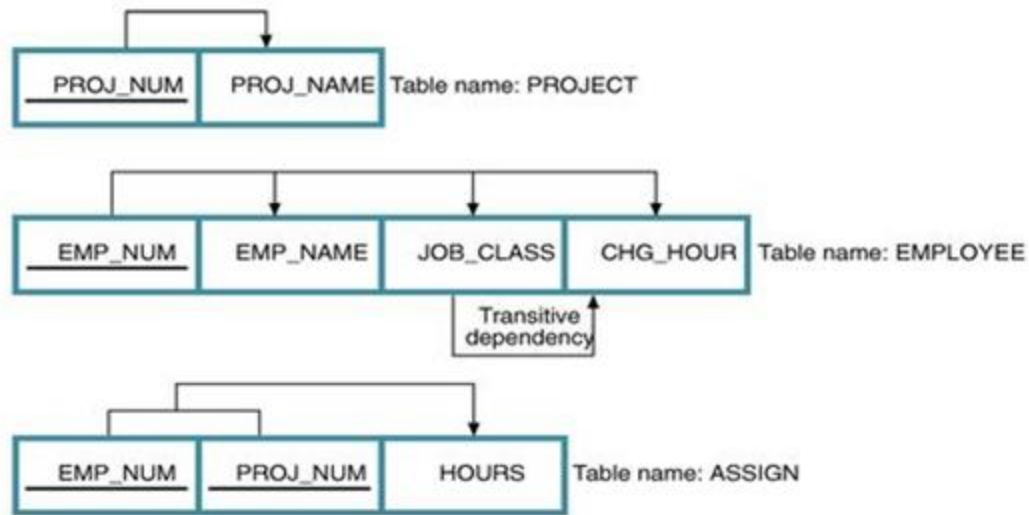 PROJ_NUM PROJ_NAME Table name: PROJECT
EMP_NUM EMP_NAME JOB_CLASS CHG_HOUR Table name: EMPLOYEE
Transitive
dependency
EMP_NUM PROJ_NUM HOURS Table name: ASSIGN